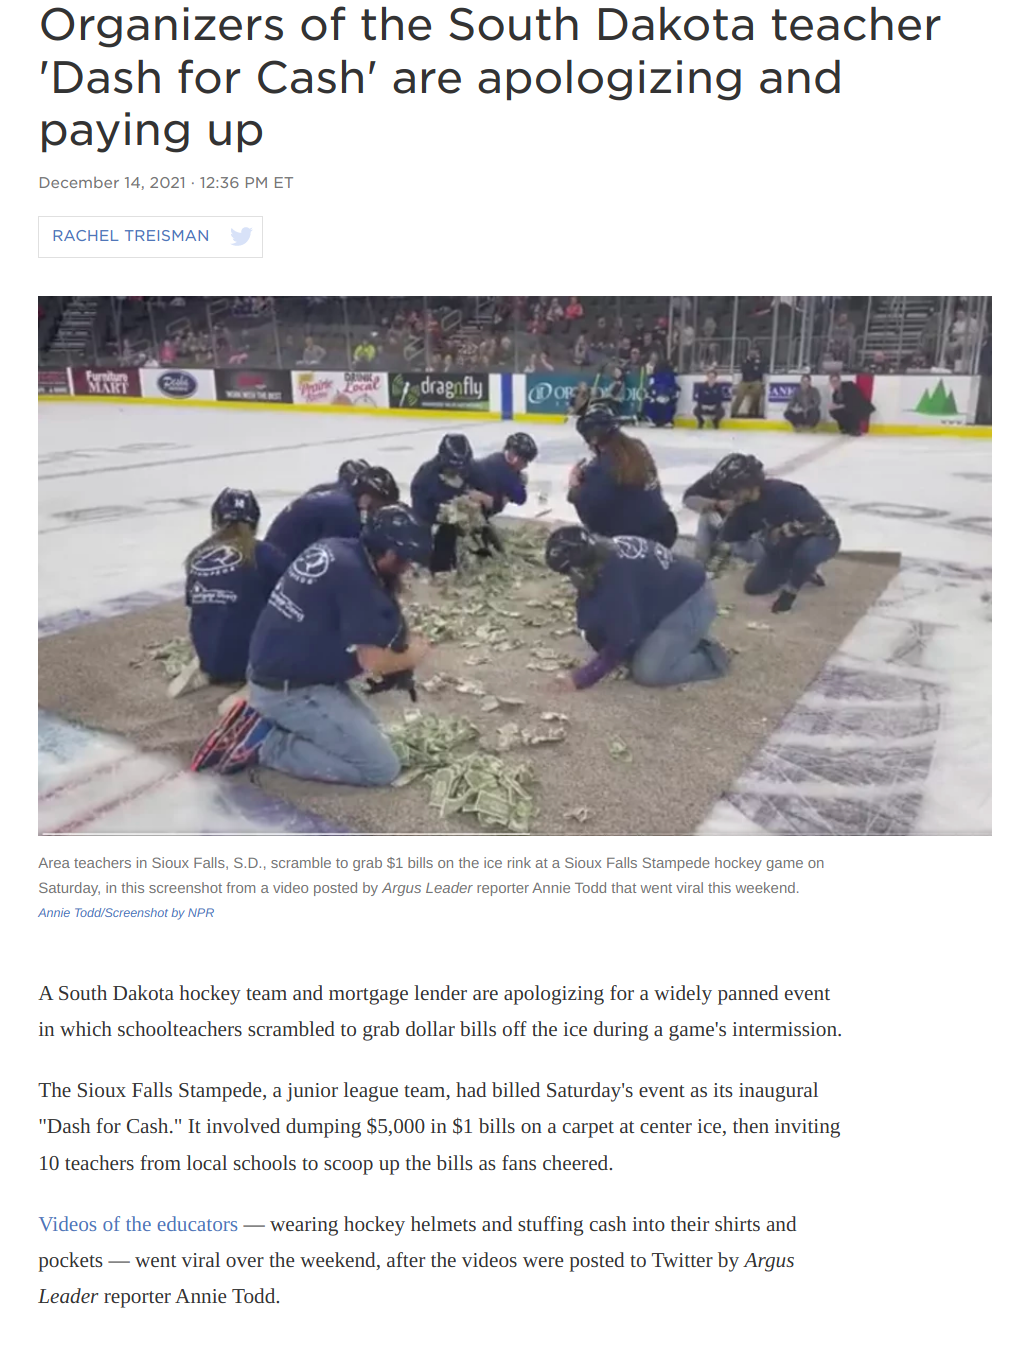 Organizers of the South Dakota teacher
'Dash for Cash' are apologizing and
paying up
December 14, 2021 · 12:36 PM ET
RACHEL TREISMAN
Furniture
MART
WORK WITH THE BEST
Prairie
DRINK
Local
dragnfly
Area teachers in Sioux Falls, S.D., scramble to grab $1 bills on the ice rink at a Sioux Falls Stampede hockey game on
Saturday, in this screenshot from a video posted by Argus Leader reporter Annie Todd that went viral this weekend.
Annie Todd/Screenshot by NPR
A South Dakota hockey team and mortgage lender are apologizing for a widely panned event
in which schoolteachers scrambled to grab dollar bills off the ice during a game's intermission.
The Sioux Falls Stampede, a junior league team, had billed Saturday's event as its inaugural
"Dash for Cash." It involved dumping $5,000 in $1 bills on a carpet at center ice, then inviting
10 teachers from local schools to scoop up the bills as fans cheered.
Videos of the educators — wearing hockey helmets and stuffing cash into their shirts and
pockets — went viral over the weekend, after the videos were posted to Twitter by Argus
Leader reporter Annie Todd.